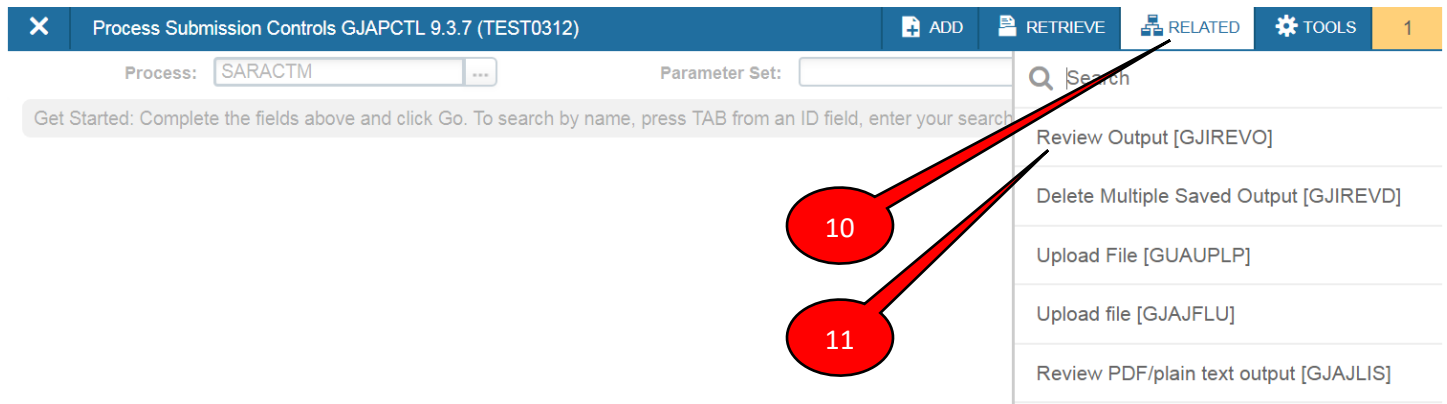 Process Submission Controls GJAPCTL 9.3.7 (TEST0312) ADD RETRIEVE RELATED TOOLS 1
Process: SARACTM ... Parameter Set:
Search
Get Started: Complete the fields above and click Go. To search by name, press TAB from an ID field, enter your search
Review Output [GJIREVO]
Delete Multiple Saved Output [GJIREVD]
10
Upload File [GUAUPLP]
Upload file [GJAJFLU]
11
Review PDF/plain text output [GJAJLIS]